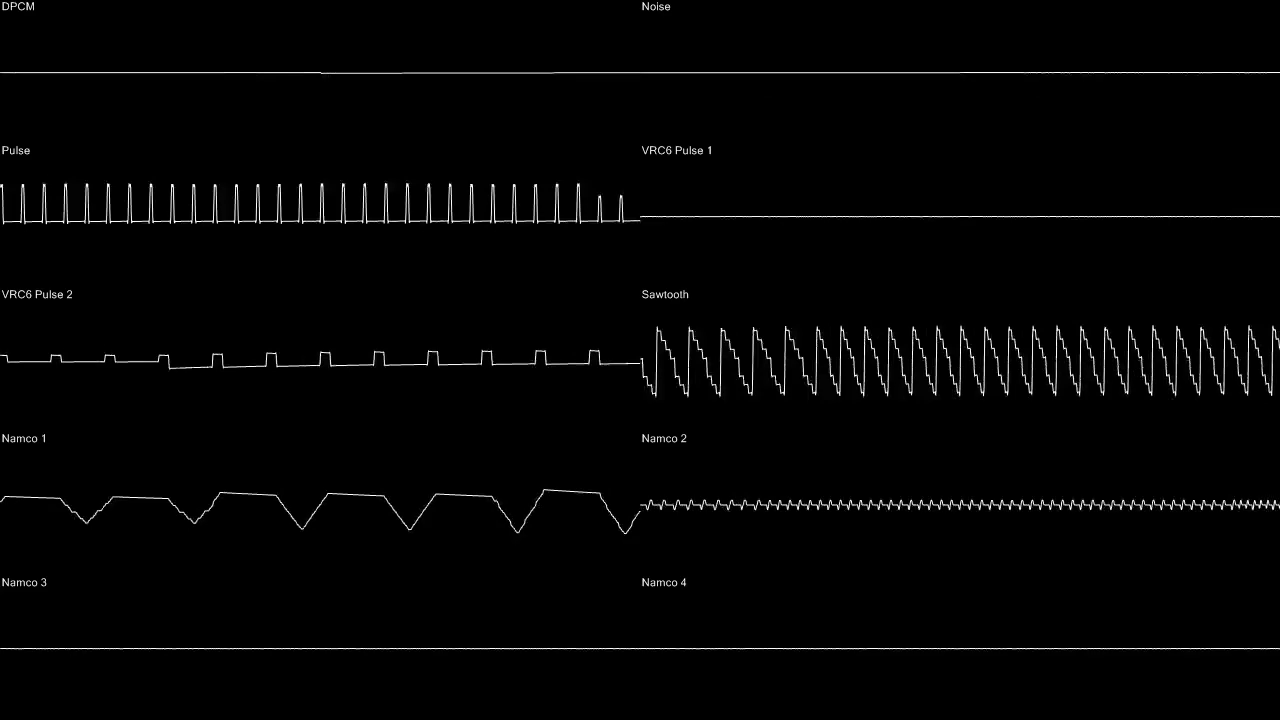 DPCM
Noise
Pulse
VRC6 Pulse 1
VRC6 Pulse 2
Sawtooth
Namco 1
Namco 2
Namco 3
Namco 4